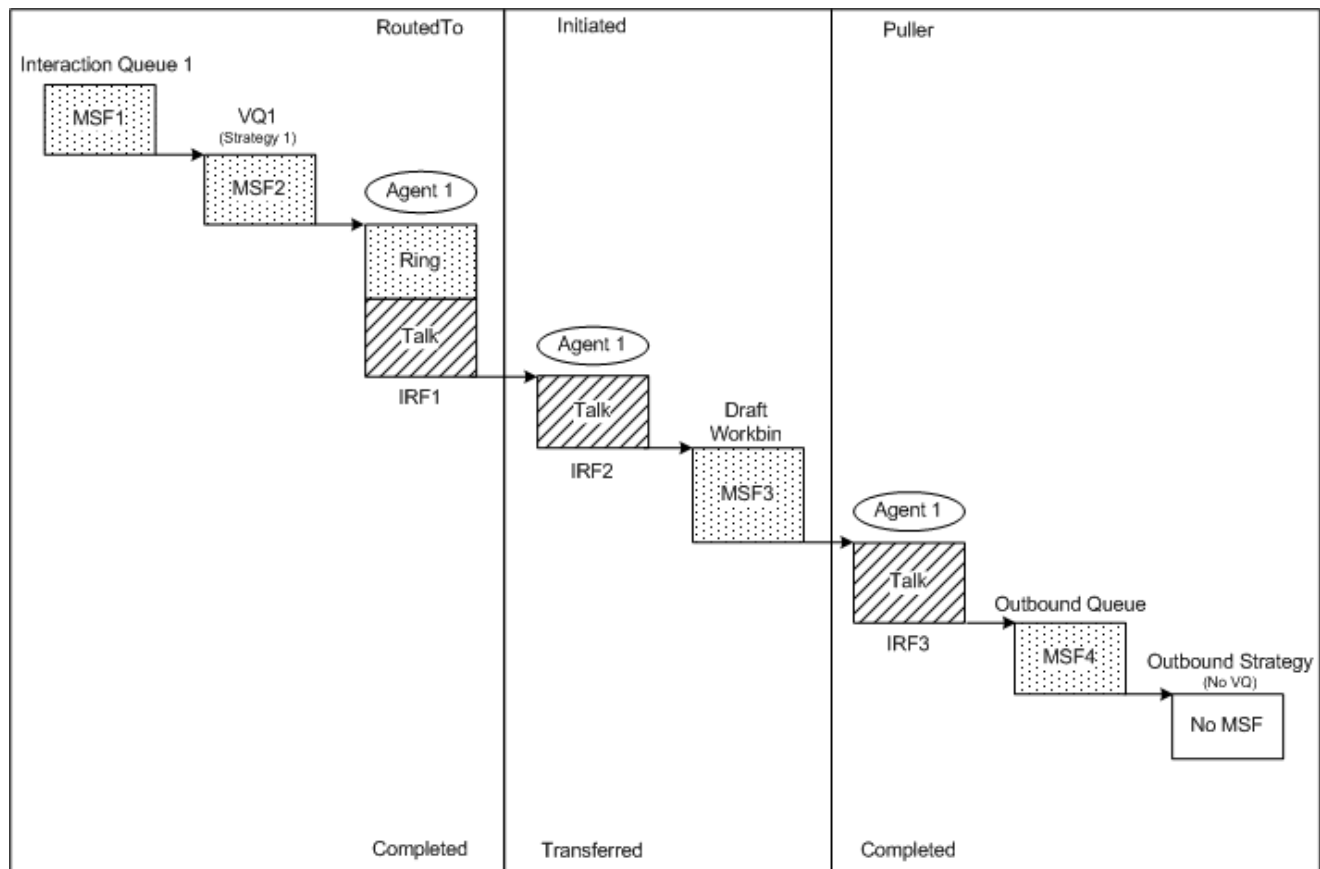 RoutedTo
Initiated
Puller
Interaction Queue 1
MSF1
VQ1
(Strategy 1)
MSF2
Agent 1
Ring
Talk
IRF1
Agent 1
Talk
IRF2
Draft
Workbin
MSF3
Agent 1
Talk
IRF3
Outbound Queue
MSF4
Outbound Strategy
(No VQ)
No MSF
Completed
Transferred
Completed